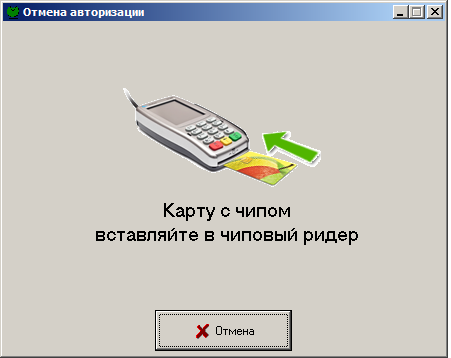 Отмена авторизации
Карту с чипом
вставляйте в чиповый ридер
Отмена